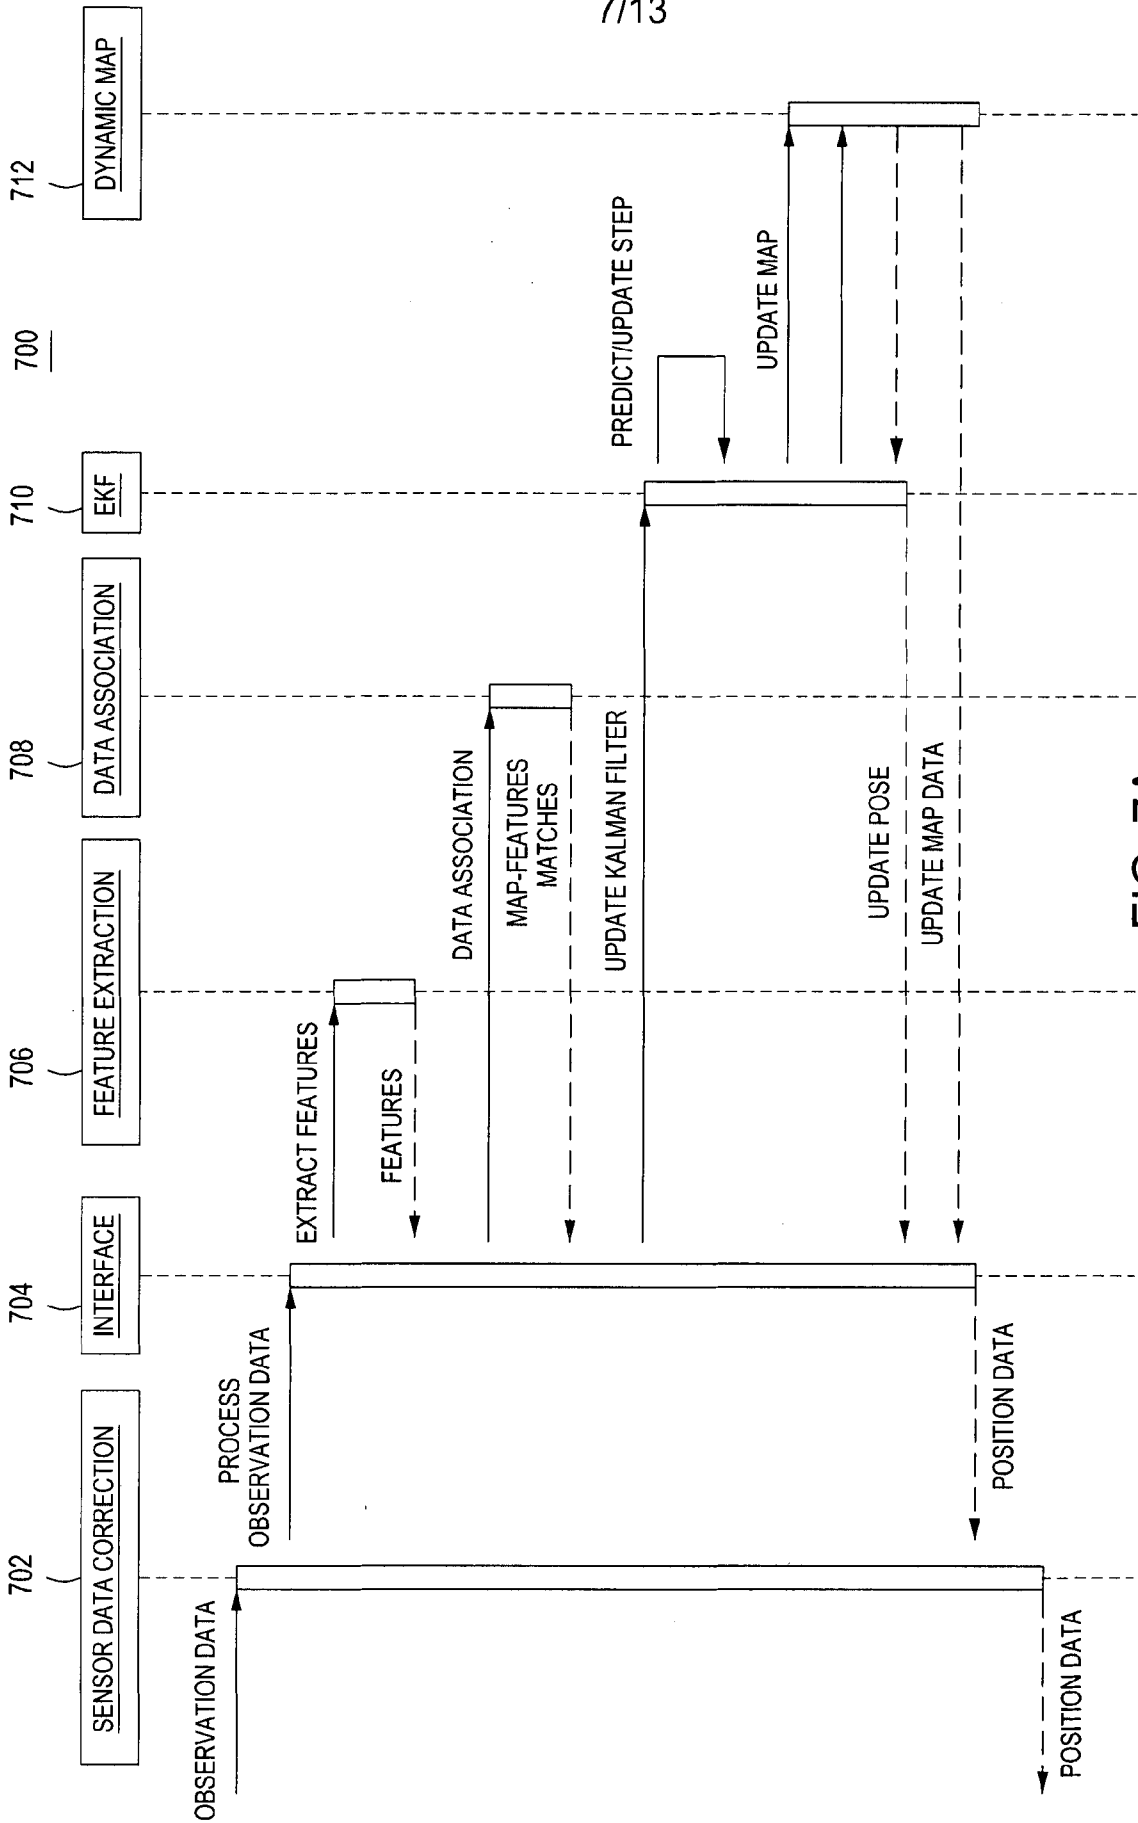 7/13
700
702
704
706
708
710
712
SENSOR DATA CORRECTION
INTERFACE
FEATURE EXTRACTION
DATA ASSOCIATION
EKF
DYNAMIC MAP
OBSERVATION DATA
PROCESS
OBSERVATION DATA
EXTRACT FEATURES
FEATURES
DATA ASSOCIATION
MAP-FEATURES
MATCHES
UPDATE KALMAN FILTER
PREDICT/UPDATE STEP
UPDATE MAP
UPDATE POSE
UPDATE MAP DATA
POSITION DATA
POSITION DATA